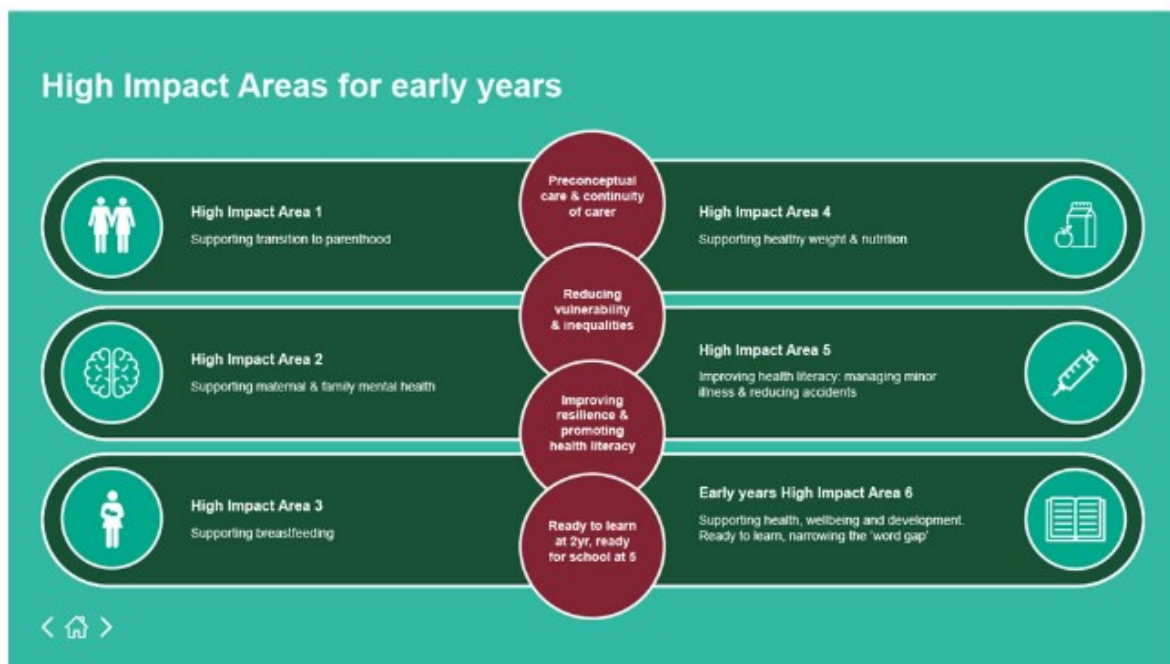 High Impact Areas for early years
High Impact Area 1
Supporting transition to parenthood
High Impact Area 2
Supporting maternal & family mental health
High Impact Area 3
Supporting breastfeeding
Preconceptual
care & continuity
of carer
Reducing
vulnerability
& inequalities
Improving
resilience &
promoting
health literacy
Ready to learn
at 2yr, ready
for school at 5
High Impact Area 4
Supporting healthy weight & nutrition
High Impact Area 5
Improving health literacy: managing minor
illness & reducing accidents
Early years High Impact Area 6
Supporting health, wellbeing and development.
Ready to learn, narrowing the 'word gap'